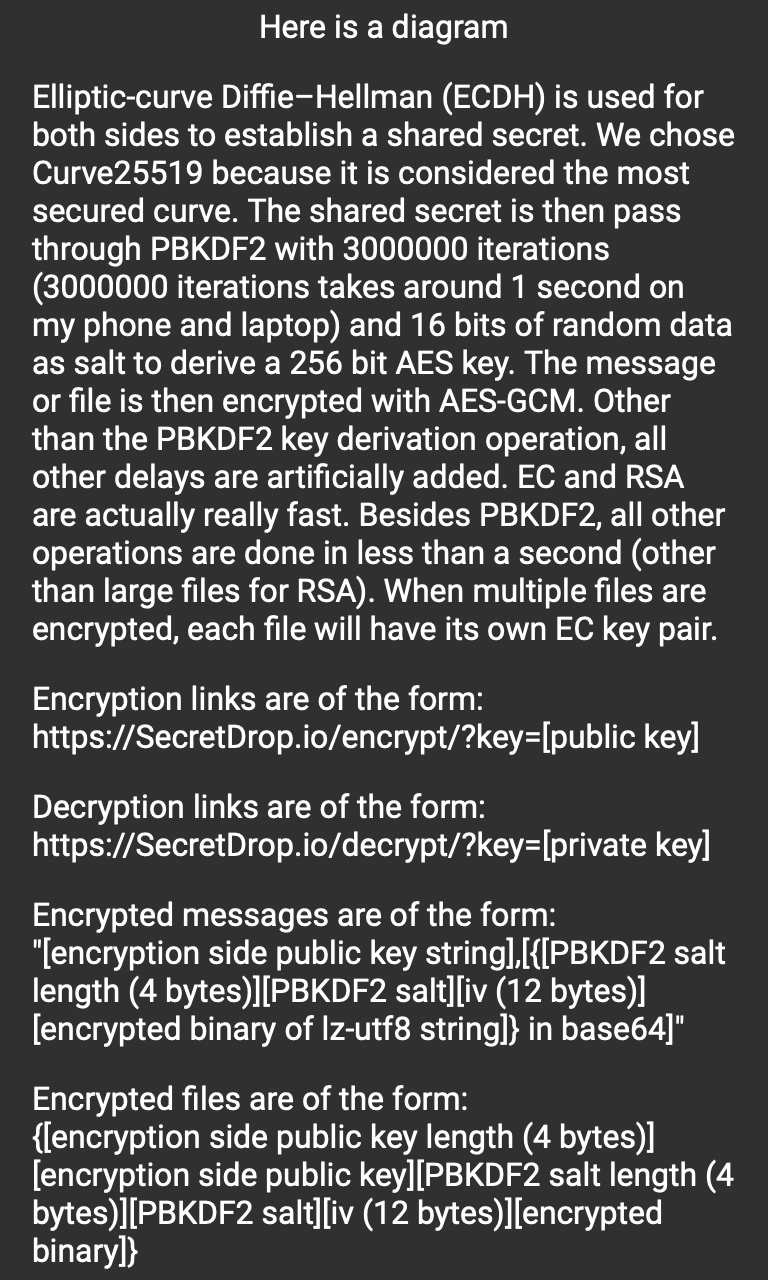 Here is a diagram
Elliptic-curve Diffie–Hellman (ECDH) is used for
both sides to establish a shared secret. We chose
Curve25519 because it is considered the most
secured curve. The shared secret is then pass
through PBKDF2 with 3000000 iterations
(3000000 iterations takes around 1 second on
my phone and laptop) and 16 bits of random data
as salt to derive a 256 bit AES key. The message
or file is then encrypted with AES-GCM. Other
than the PBKDF2 key derivation operation, all
other delays are artificially added. EC and RSA
are actually really fast. Besides PBKDF2, all other
operations are done in less than a second (other
than large files for RSA). When multiple files are
encrypted, each file will have its own EC key pair.
Encryption links are of the form:
https://SecretDrop.io/encrypt/?key=[public key]
Decryption links are of the form:
https://SecretDrop.io/decrypt/?key=[private key]
Encrypted messages are of the form:
"[encryption side public key string],[{[PBKDF2 salt
length (4 bytes)][PBKDF2 salt][iv (12 bytes)]
[encrypted binary of lz-utf8 string]} in base64]"
Encrypted files are of the form:
{[encryption side public key length (4 bytes)]
[encryption side public key][PBKDF2 salt length (4
bytes)][PBKDF2 salt][iv (12 bytes)][encrypted
binary]}